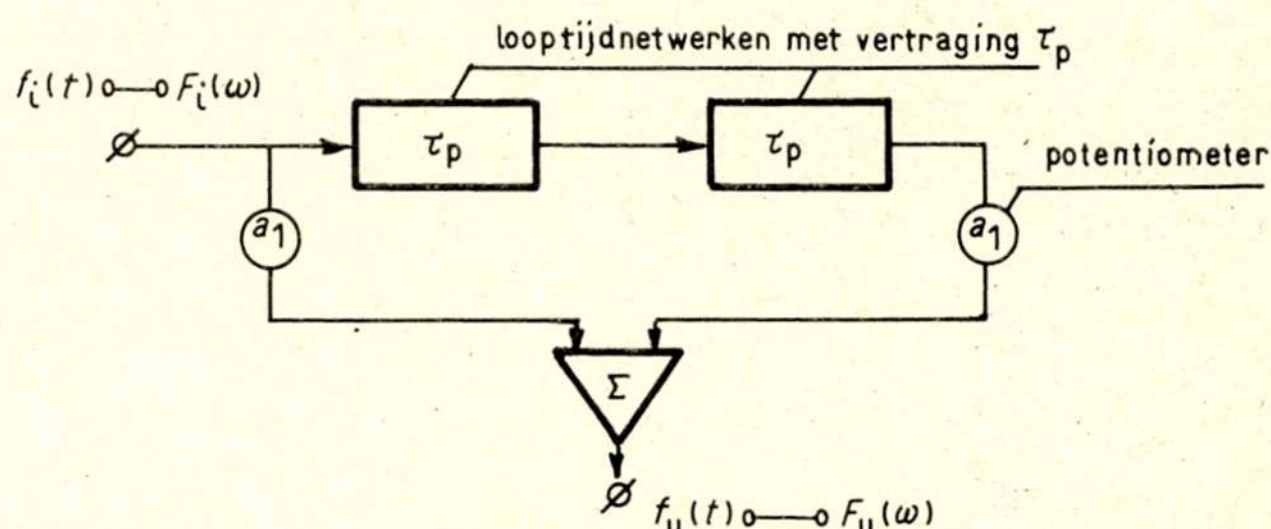 looptijdnetwerken met vertraging τp
fi(t) o—o Fi(ω)
τp
τp
potentiometer
a1
a1
Σ
fu(t) o—o Fu(ω)